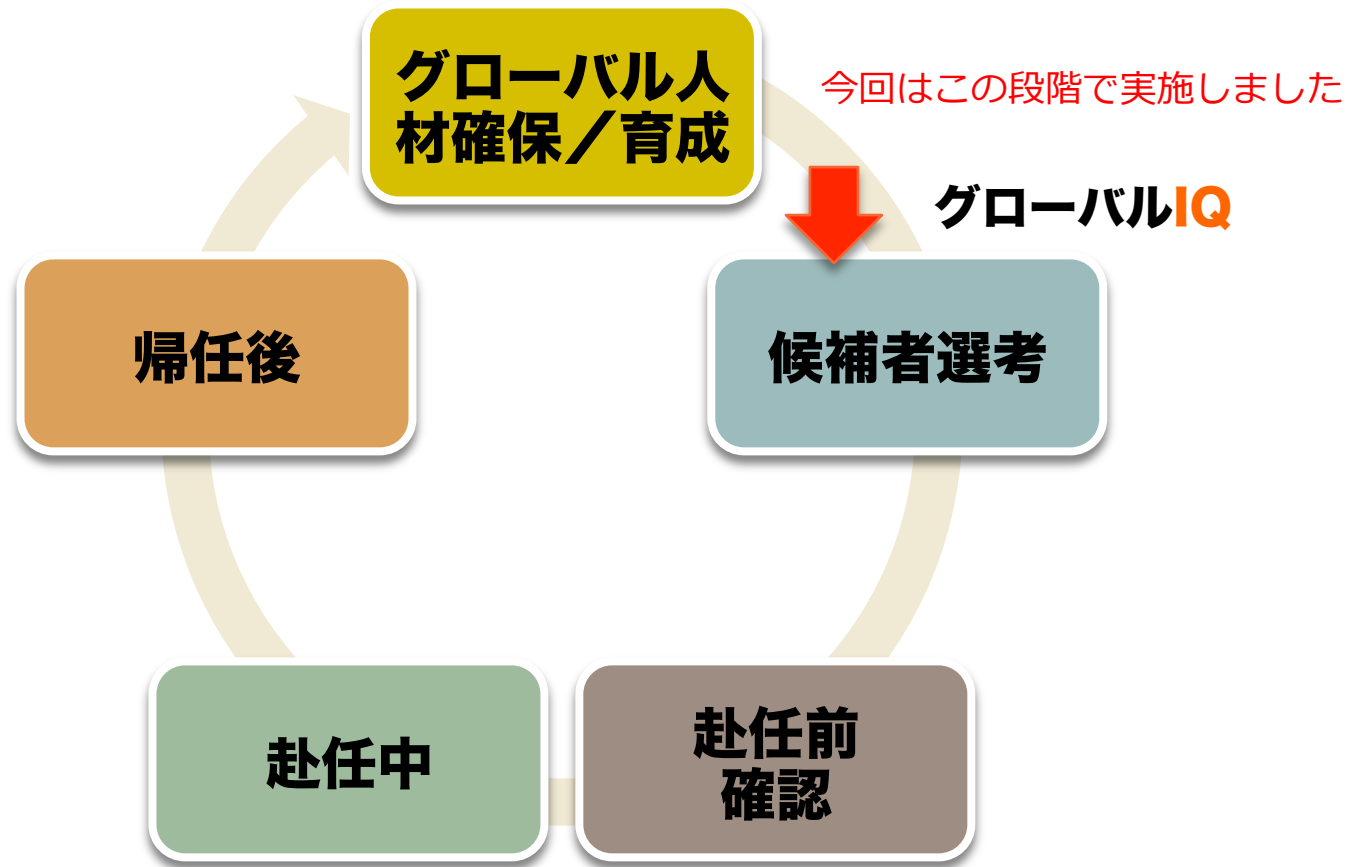 グローバル人
材確保／育成
今回はこの段階で実施しました
グローバルIQ
帰任後
候補者選考
赴任中
赴任前
確認